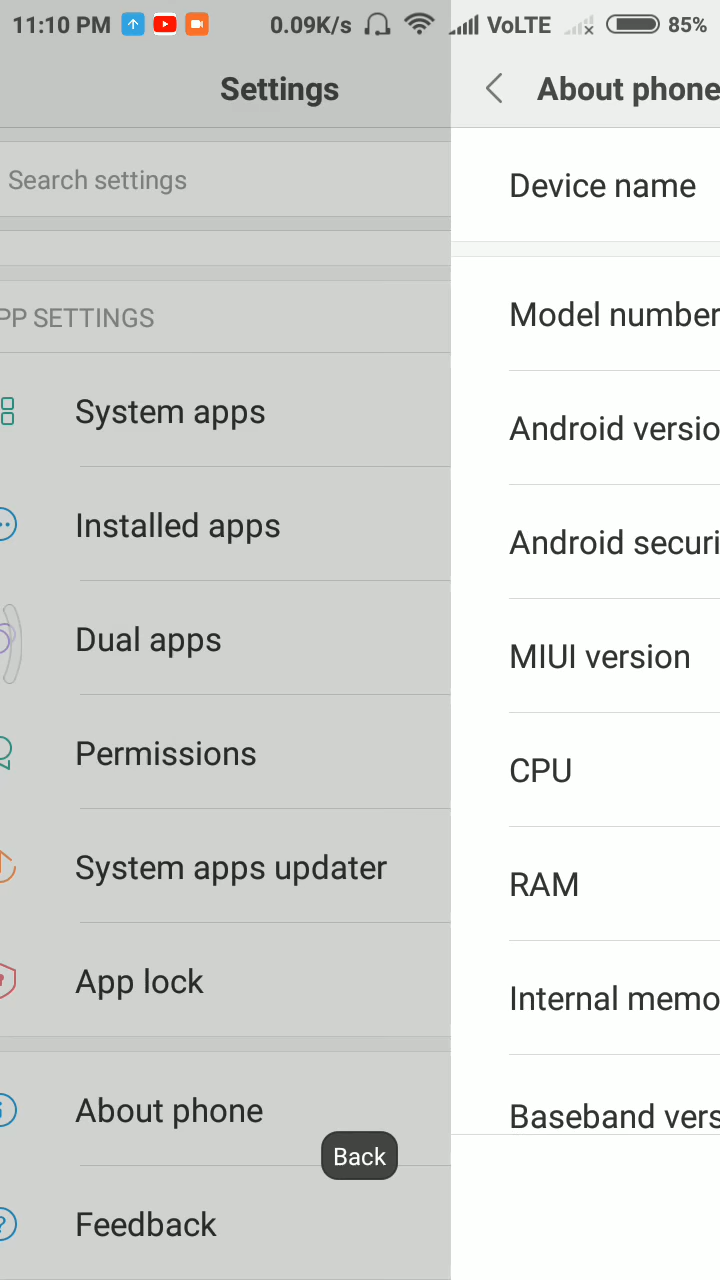 11:10 PM 0.09K/s VoLTE 85%
Settings
Search settings
PP SETTINGS
System apps
Installed apps
Dual apps
Permissions
System apps updater
App lock
About phone
Back
Feedback
About phone
Device name
Model number
Android versio
Android securi
MIUI version
CPU
RAM
Internal memo
Baseband vers